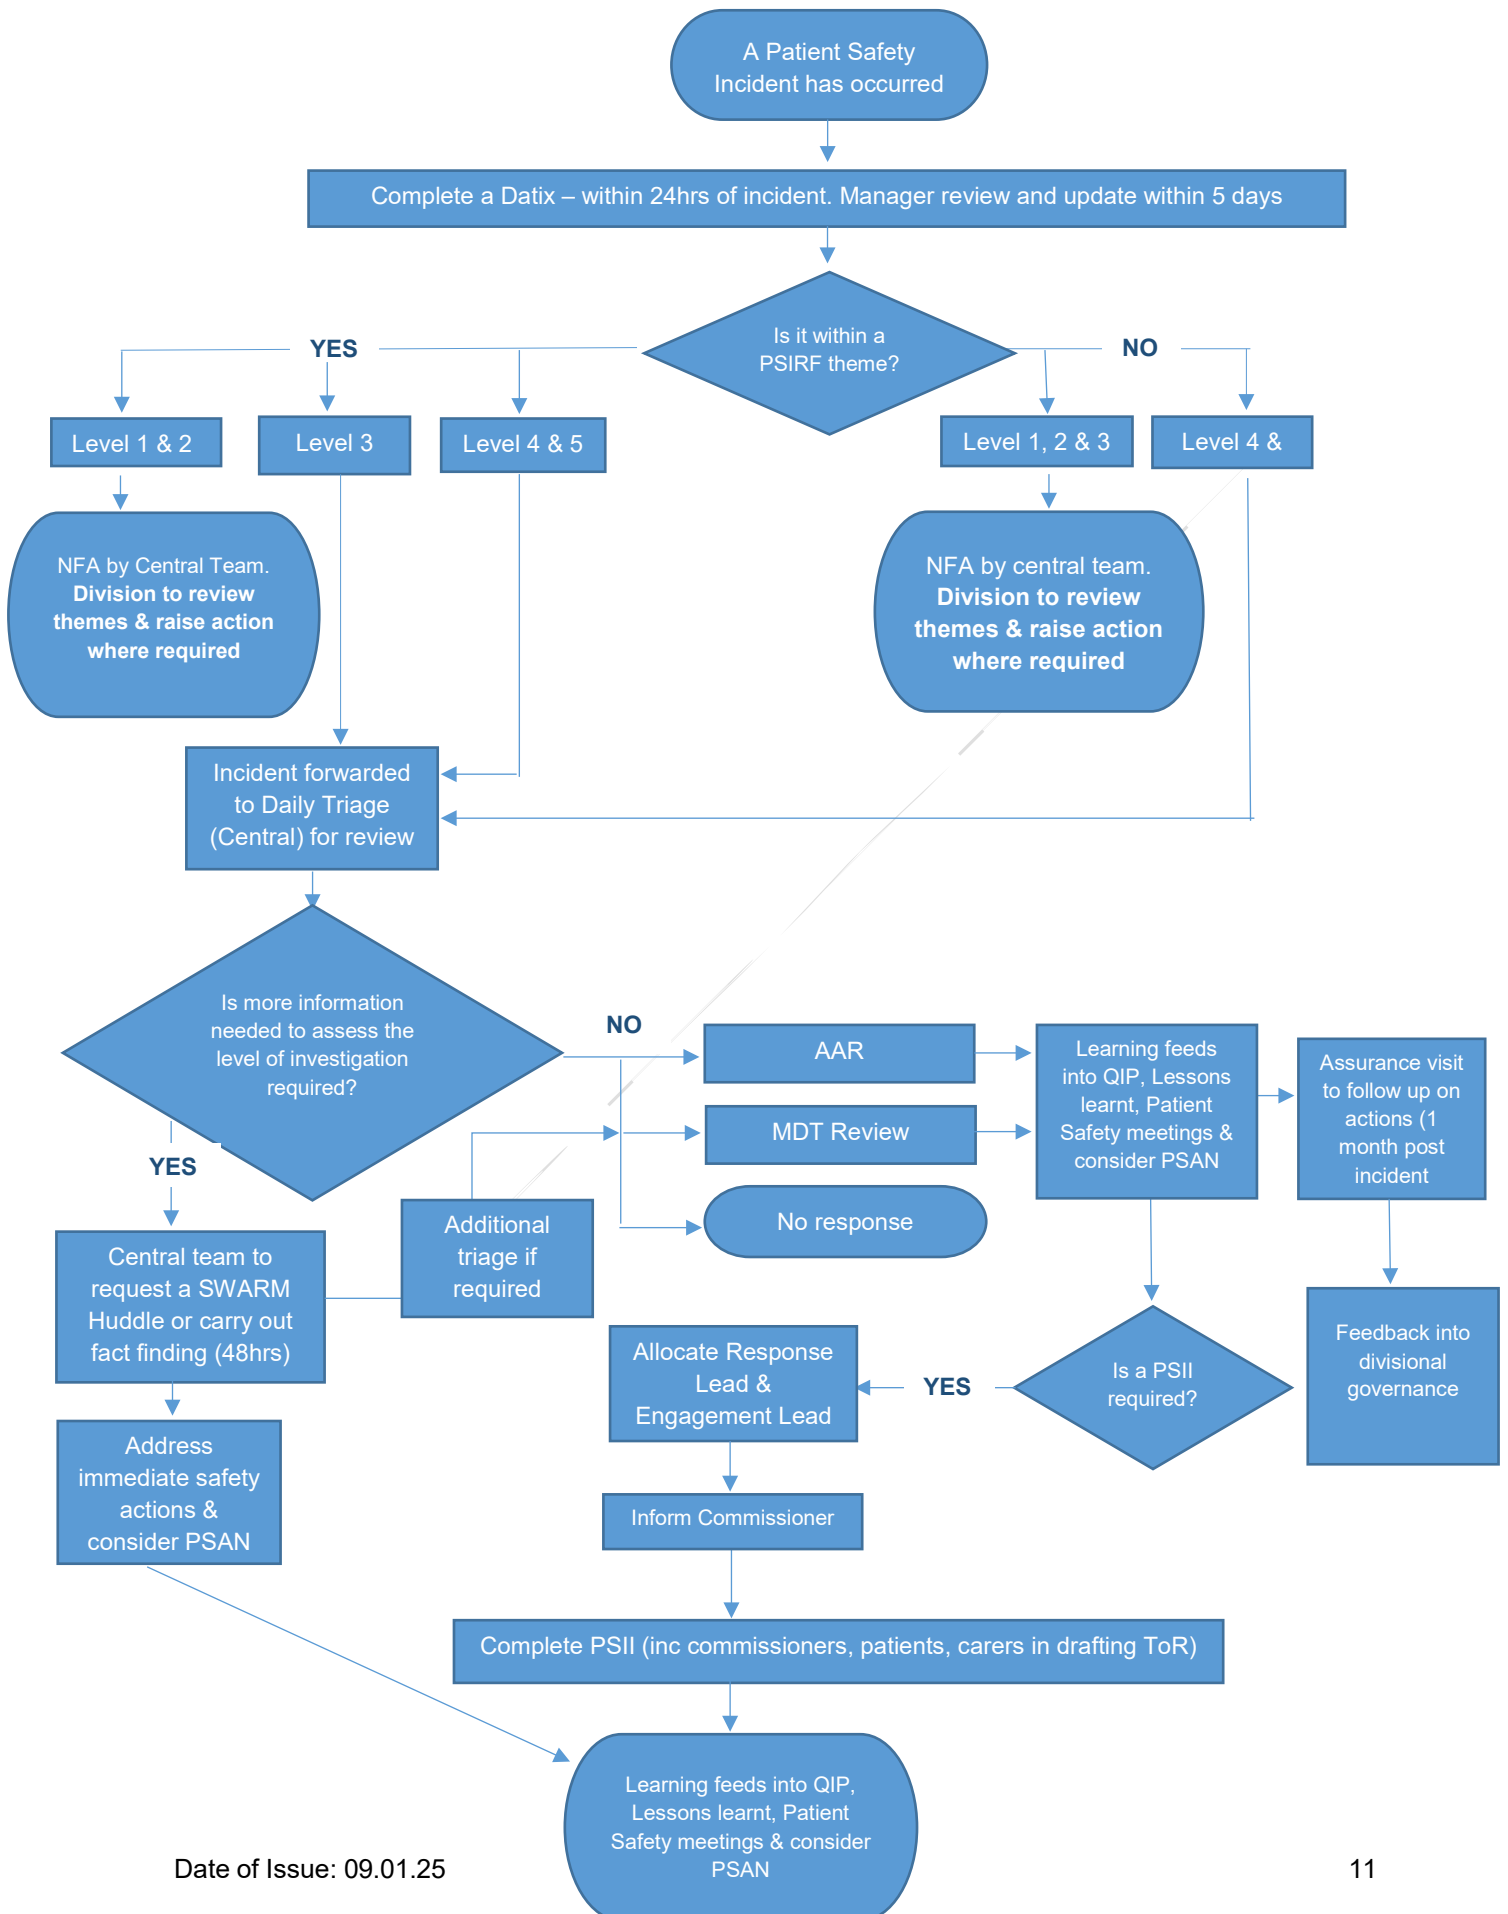 A Patient Safety
Incident has occurred
Complete a Datix – within 24hrs of incident. Manager review and update within 5 days
Is it within a
PSIRF theme?
YES
NO
Level 1 & 2
Level 3
Level 4 & 5
Level 1, 2 & 3
Level 4 &
NFA by Central Team.
Division to review
themes & raise action
where required
NFA by central team.
Division to review
themes & raise action
where required
Incident forwarded
to Daily Triage
(Central) for review
Is more information
needed to assess the
level of investigation
required?
NO
YES
AAR
MDT Review
No response
Learning feeds
into QIP, Lessons
learnt, Patient
Safety meetings &
consider PSAN
Assurance visit
to follow up on
actions (1
month post
incident
Central team to
request a SWARM
Huddle or carry out
fact finding (48hrs)
Additional
triage if
required
Address
immediate safety
actions &
consider PSAN
Allocate Response
Lead &
Engagement Lead
YES
Is a PSII
required?
Feedback into
divisional
governance
Inform Commissioner
Complete PSII (inc commissioners, patients, carers in drafting ToR)
Learning feeds into QIP,
Lessons learnt, Patient
Safety meetings & consider
PSAN
Date of Issue: 09.01.25
11